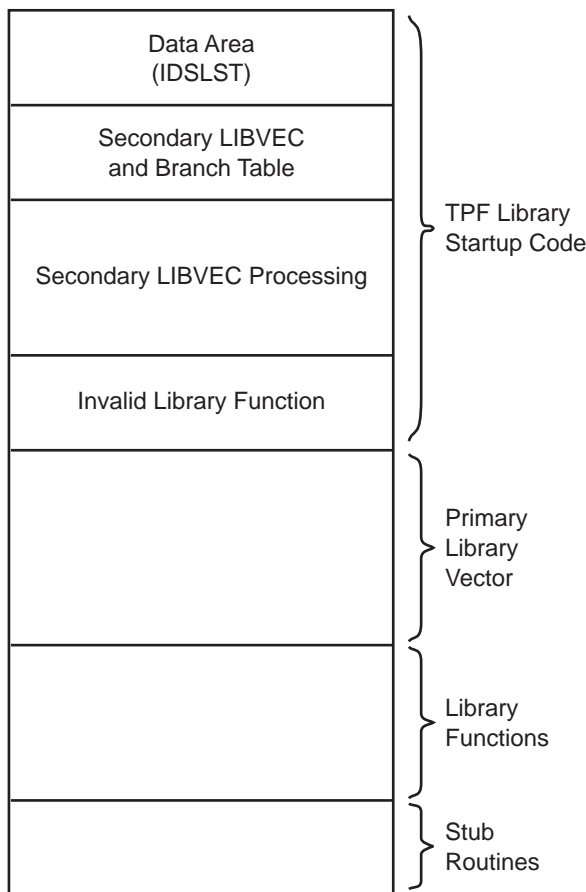 Data Area
(IDSLST)
Secondary LIBVEC
and Branch Table
Secondary LIBVEC Processing
Invalid Library Function
TPF Library
Startup Code
Primary
Library
Vector
Library
Functions
Stub
Routines